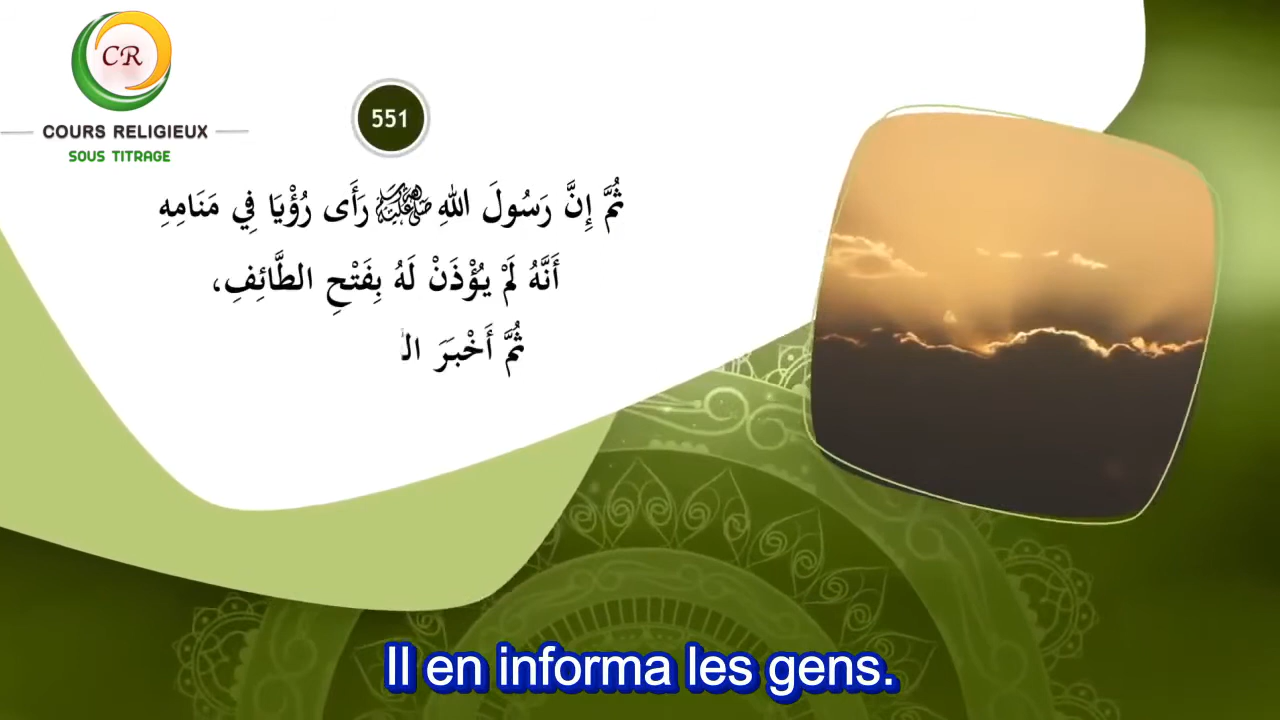 CR
COURS RELIGIEUX
SOUS TITRAGE
551
ثُمَّ إِنَّ رَسُولَ اللهِ ﷺ رَأَى رُؤْيَا فِي مَنَامِهِ
أَنَّهُ لَمْ يُؤْذَنْ لَهُ بِفَتْحِ الطَّائِفِ،
ثُمَّ أَخْبَرَ ال
Il en informa les gens.